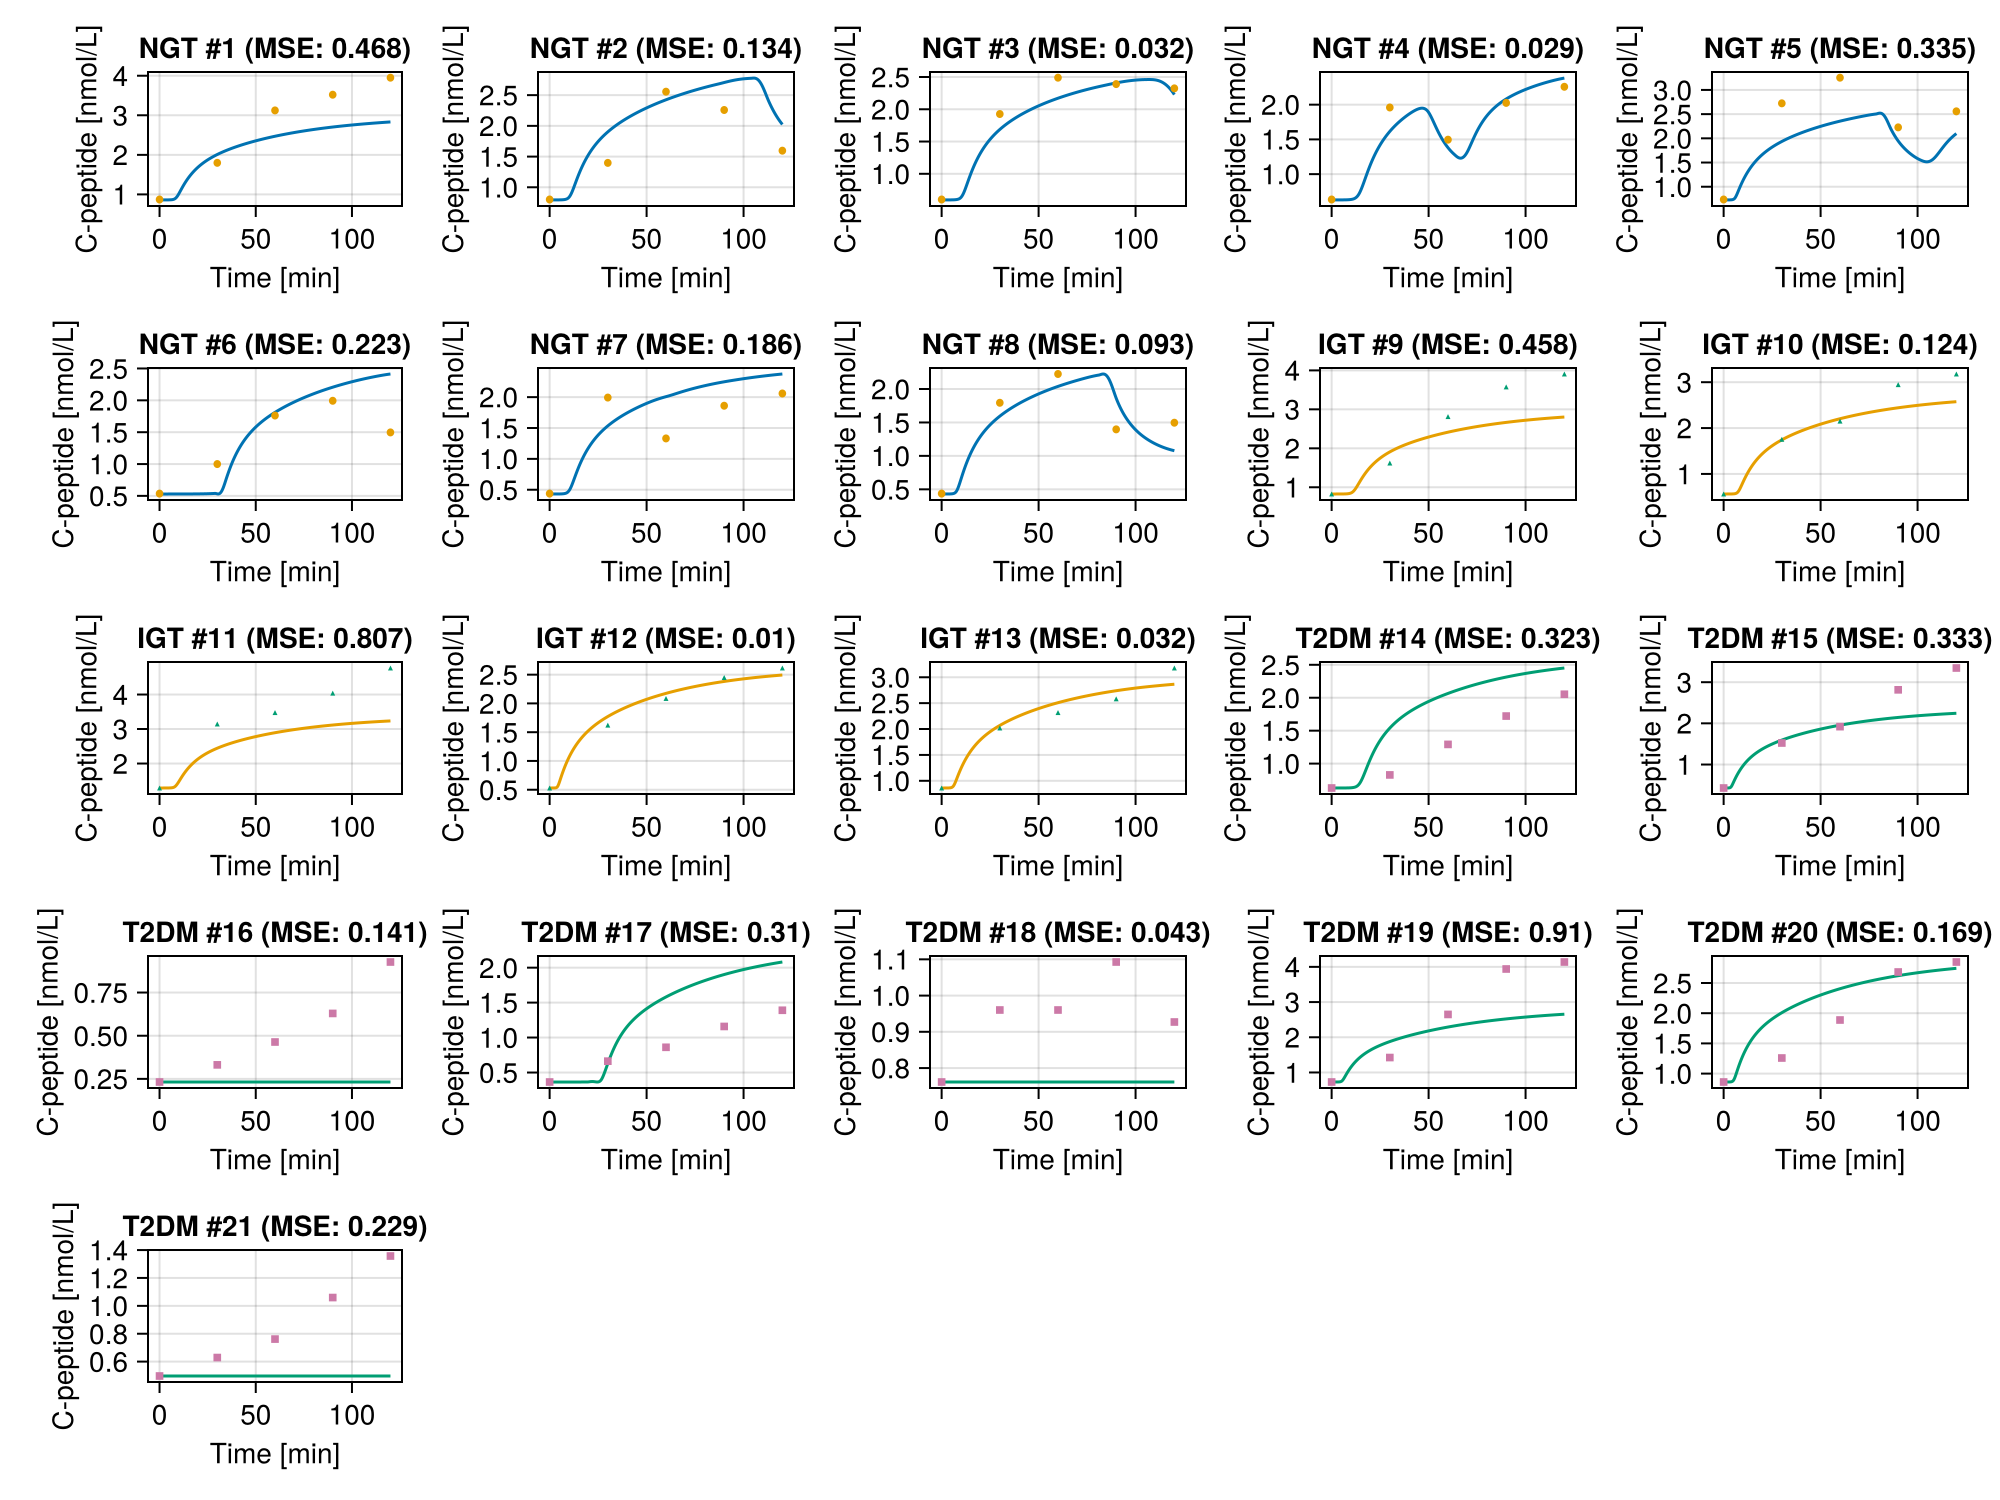 NGT #1 (MSE: 0.468)
C-peptide [nmol/L]
4
3
2
1
0 50 100
Time [min]
NGT #2 (MSE: 0.134)
C-peptide [nmol/L]
2.5
2.0
1.5
1.0
0 50 100
Time [min]
NGT #3 (MSE: 0.032)
C-peptide [nmol/L]
2.5
2.0
1.5
1.0
0 50 100
Time [min]
NGT #4 (MSE: 0.029)
C-peptide [nmol/L]
2.0
1.5
1.0
0 50 100
Time [min]
NGT #5 (MSE: 0.335)
C-peptide [nmol/L]
3.0
2.5
2.0
1.5
1.0
0 50 100
Time [min]
NGT #6 (MSE: 0.223)
C-peptide [nmol/L]
2.5
2.0
1.5
1.0
0.5
0 50 100
Time [min]
NGT #7 (MSE: 0.186)
C-peptide [nmol/L]
2.0
1.5
1.0
0.5
0 50 100
Time [min]
NGT #8 (MSE: 0.093)
C-peptide [nmol/L]
2.0
1.5
1.0
0.5
0 50 100
Time [min]
IGT #9 (MSE: 0.458)
C-peptide [nmol/L]
4
3
2
1
0 50 100
Time [min]
IGT #10 (MSE: 0.124)
C-peptide [nmol/L]
3
2
1
0 50 100
Time [min]
IGT #11 (MSE: 0.807)
C-peptide [nmol/L]
4
3
2
0 50 100
Time [min]
IGT #12 (MSE: 0.01)
C-peptide [nmol/L]
2.5
2.0
1.5
1.0
0.5
0 50 100
Time [min]
IGT #13 (MSE: 0.032)
C-peptide [nmol/L]
3.0
2.5
2.0
1.5
1.0
0 50 100
Time [min]
T2DM #14 (MSE: 0.323)
C-peptide [nmol/L]
2.5
2.0
1.5
1.0
0 50 100
Time [min]
T2DM #15 (MSE: 0.333)
C-peptide [nmol/L]
3
2
1
0 50 100
Time [min]
T2DM #16 (MSE: 0.141)
C-peptide [nmol/L]
0.75
0.50
0.25
0 50 100
Time [min]
T2DM #17 (MSE: 0.31)
C-peptide [nmol/L]
2.0
1.5
1.0
0.5
0 50 100
Time [min]
T2DM #18 (MSE: 0.043)
C-peptide [nmol/L]
1.1
1.0
0.9
0.8
0 50 100
Time [min]
T2DM #19 (MSE: 0.91)
C-peptide [nmol/L]
4
3
2
1
0 50 100
Time [min]
T2DM #20 (MSE: 0.169)
C-peptide [nmol/L]
2.5
2.0
1.5
1.0
0 50 100
Time [min]
T2DM #21 (MSE: 0.229)
C-peptide [nmol/L]
1.4
1.2
1.0
0.8
0.6
0 50 100
Time [min]